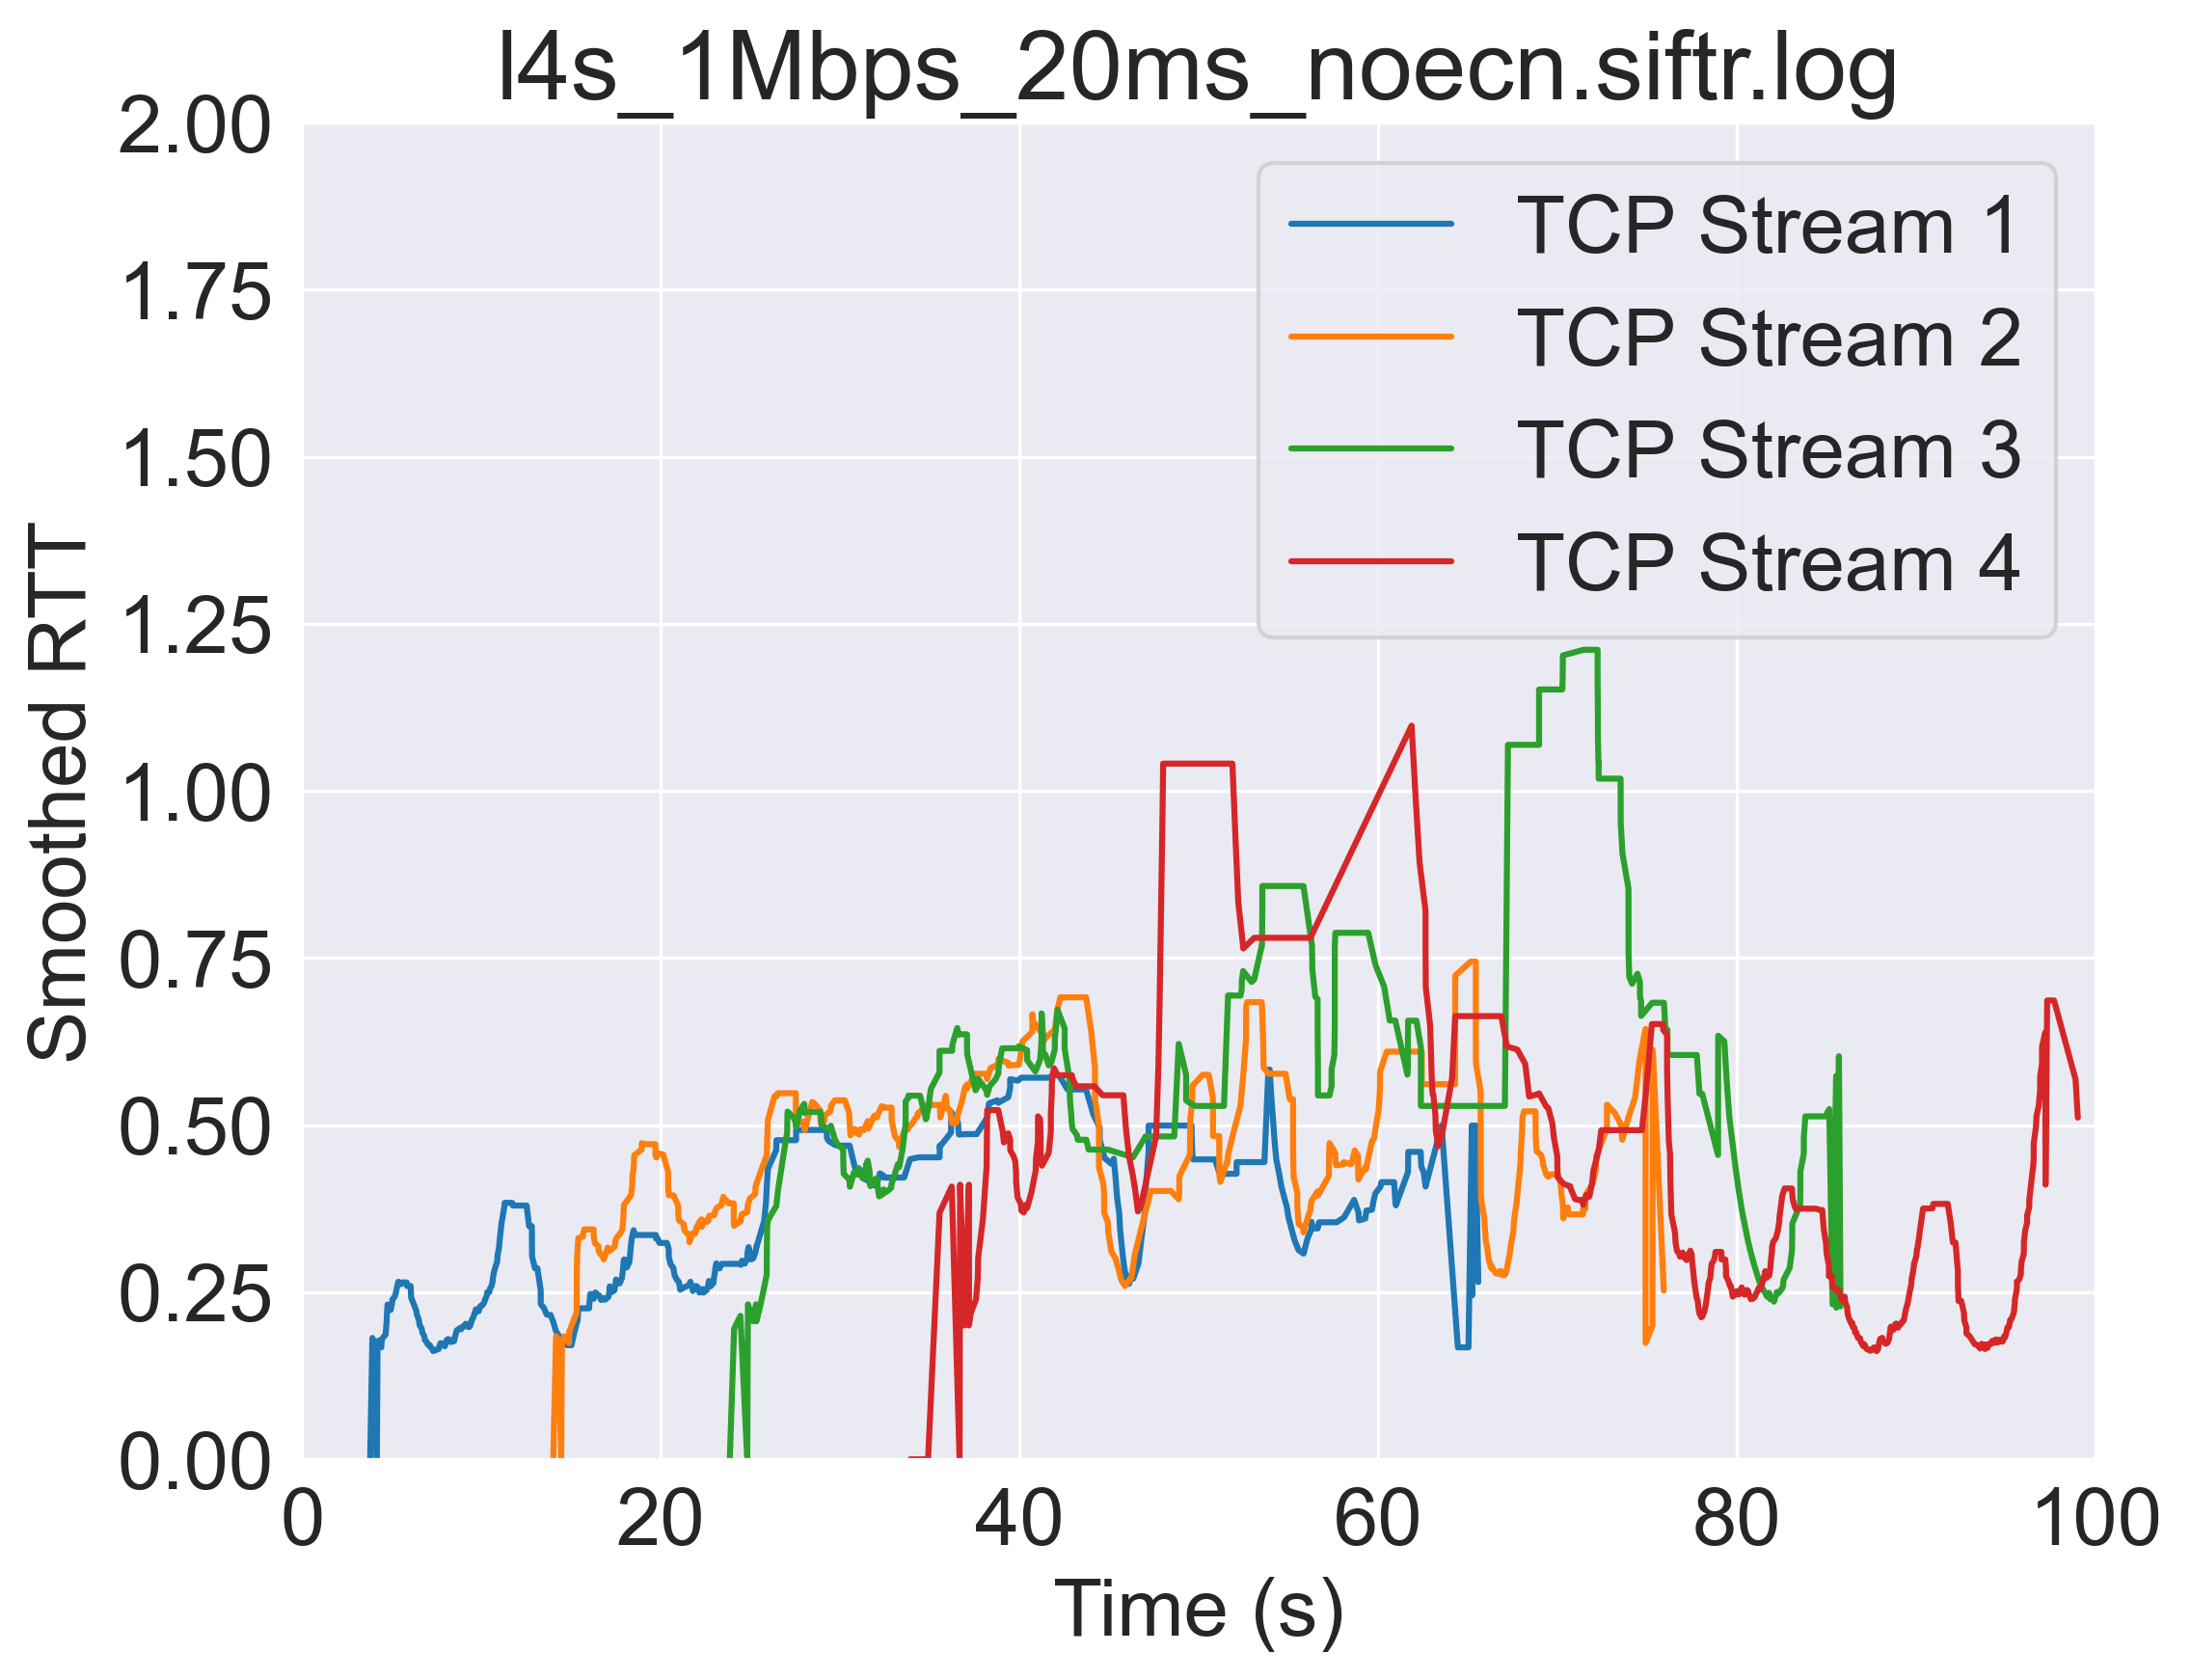 l4s_1Mbps_20ms_noecn.siftr.log
2.00
1.75
1.50
1.25
1.00
0.75
0.50
0.25
0.00
Smoothed RTT
TCP Stream 1
TCP Stream 2
TCP Stream 3
TCP Stream 4
0 20 40 60 80 100
Time (s)